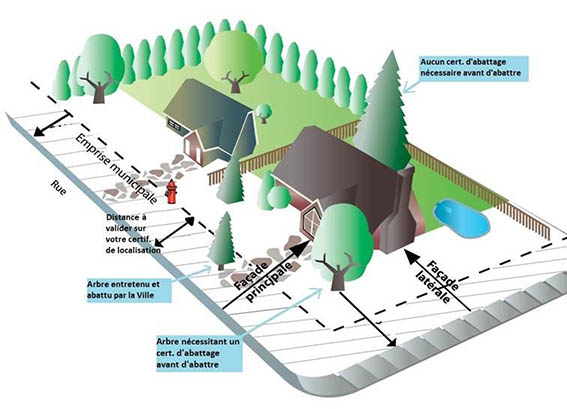 Aucun cert. d'abattage
nécessaire avant d'abattre
Emprise municipale
Rue
Distance à
valider sur
votre certif.
de localisation
Façade
principale
Façade
latérale
Arbre entretenu et
abattu par la Ville
Arbre nécessitant un
cert. d'abattage
avant d'abattre